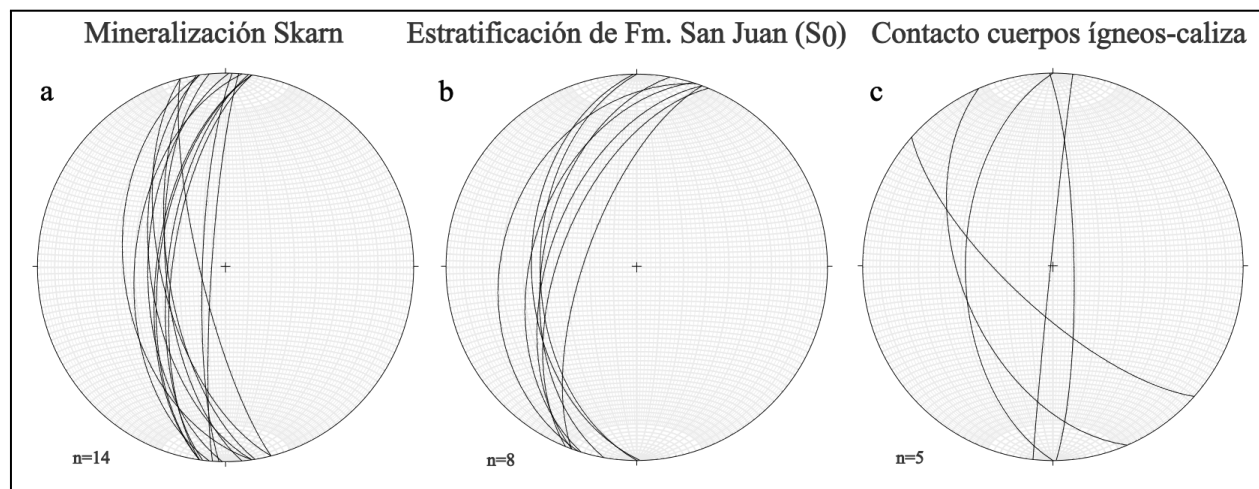 Mineralización Skarn
Estratificación de Fm. San Juan (S0)
Contacto cuerpos ígneos-caliza
a
b
c
n=14
n=8
n=5